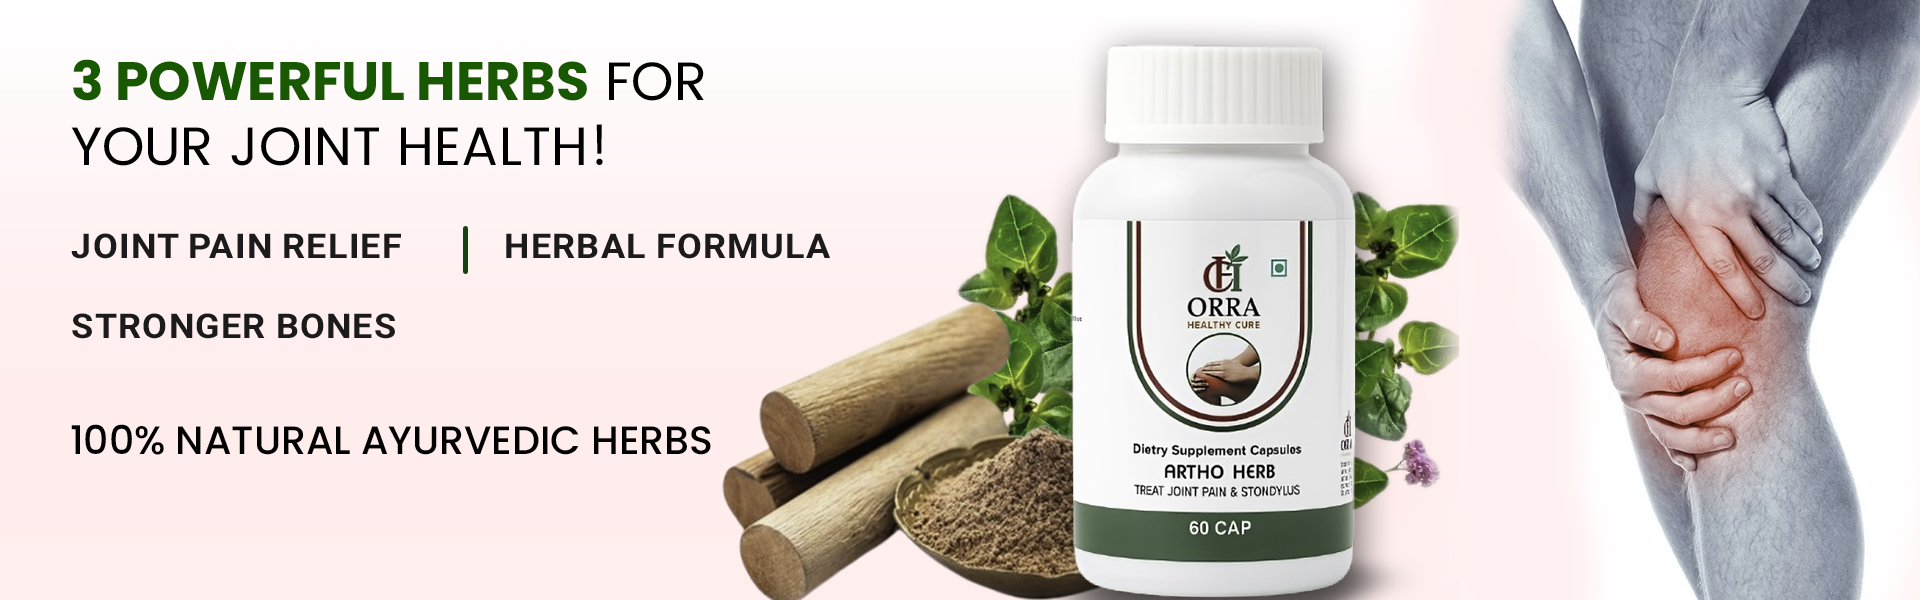 3 POWERFUL HERBS FOR
YOUR JOINT HEALTH!
JOINT PAIN RELIEF | HERBAL FORMULA
STRONGER BONES
100% NATURAL AYURVEDIC HERBS
ORRA
HEALTHY CURE
Dietry Supplement Capsules
ARTHO HERB
TREAT JOINT PAIN & STONDYLUS
60 CAP